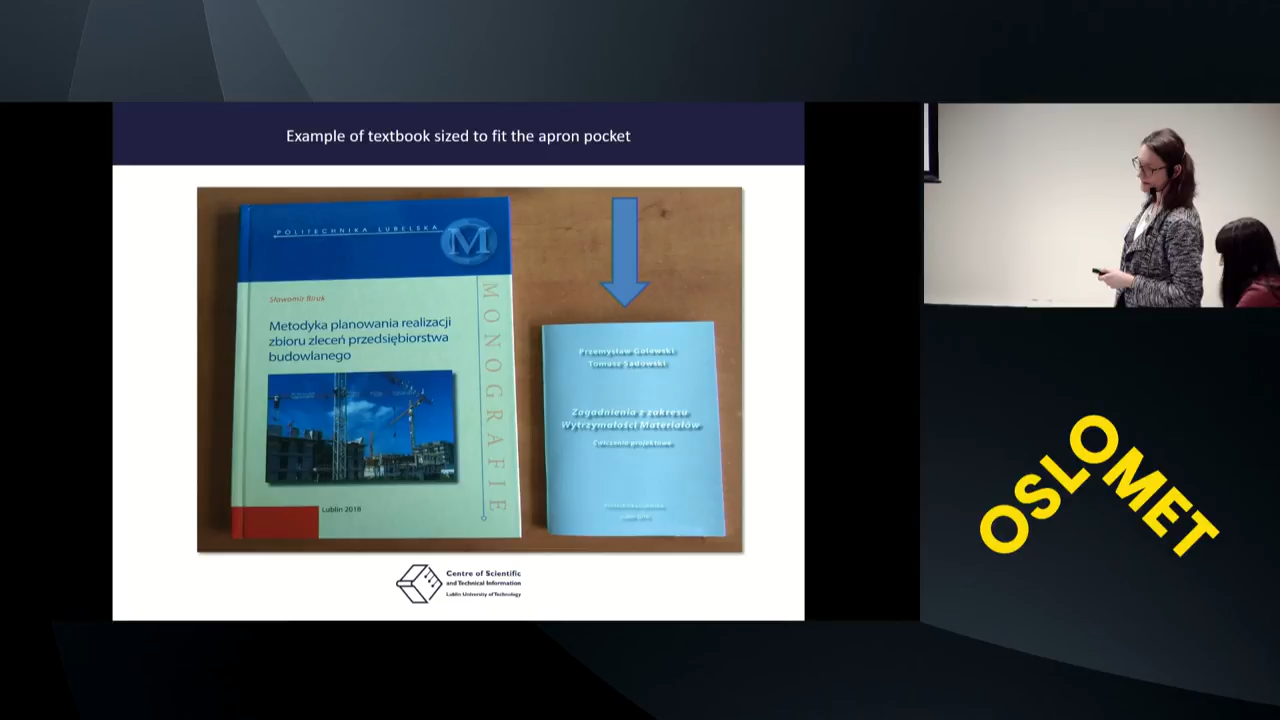 Example of textbook sized to fit the apron pocket
POLITECHNIKA LUBELSKA
M
Sławomir Biruk
Metodyka planowania realizacji
zbioru zleceń przedsiębiorstwa
budowlanego
MONOGRAFIE
Lublin 2018
Przemysław Golewski
Tomasz Sadowski
Zagadnienia z zakresu
Wytrzymałości Materiałów
Ćwiczenia projektowe
Centre of Scientific
and Technical Information
Lublin University of Technology
OSLOMET